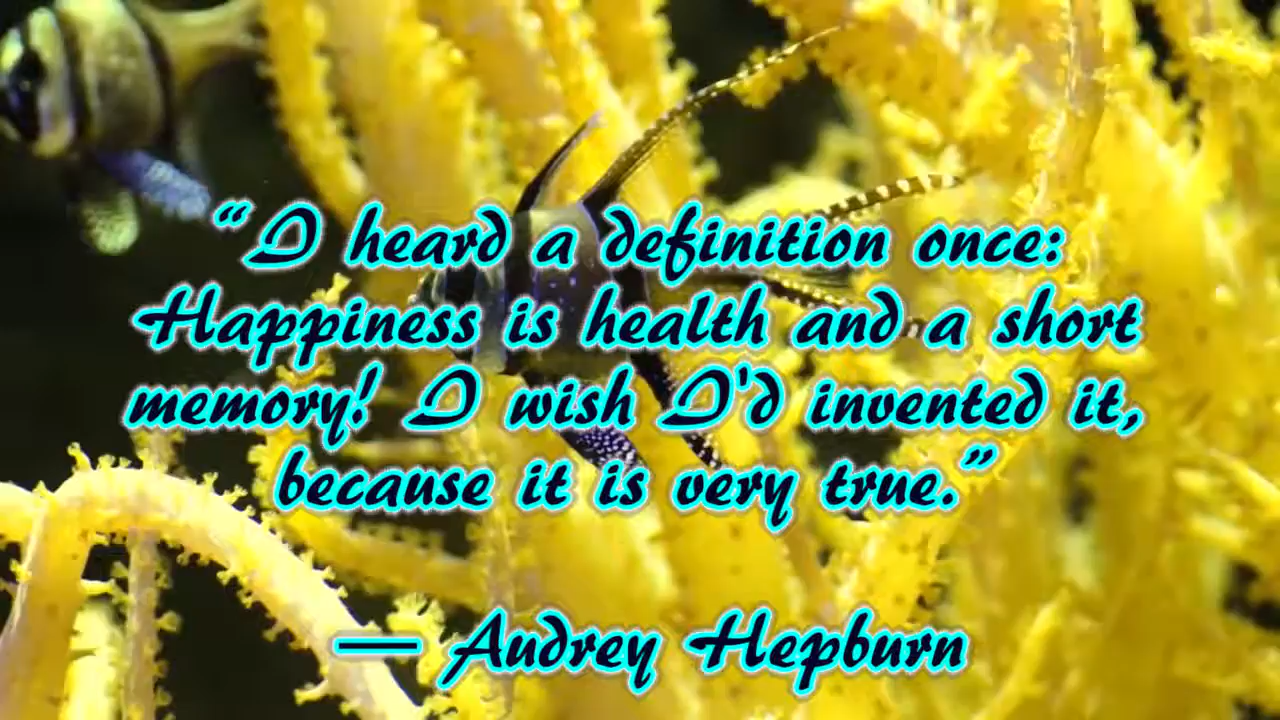 “I heard a definition once:
Happiness is health and a short
memory! I wish I'd invented it,
because it is very true.”
— Audrey Hepburn